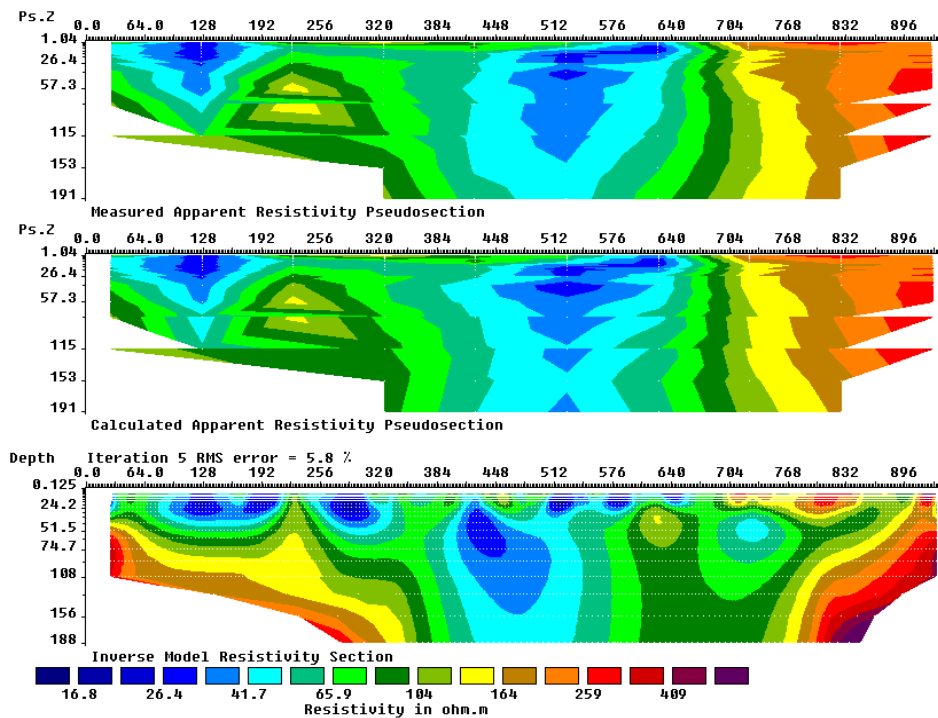 Ps.Z 0.0 64.0 128 192 256 320 384 448 512 576 640 704 768 832 896
1.04
26.4
57.3
115
153
191
Measured Apparent Resistivity Pseudosection
Ps.Z 0.0 64.0 128 192 256 320 384 448 512 576 640 704 768 832 896
1.04
26.4
57.3
115
153
191
Calculated Apparent Resistivity Pseudosection
Depth Iteration 5 RMS error = 5.8 %
0.0 64.0 128 192 256 320 384 448 512 576 640 704 768 832 896
0.125
24.2
51.5
74.7
108
156
188
Inverse Model Resistivity Section
16.8 26.4 41.7 65.9 104 164 259 409
Resistivity in ohm.m